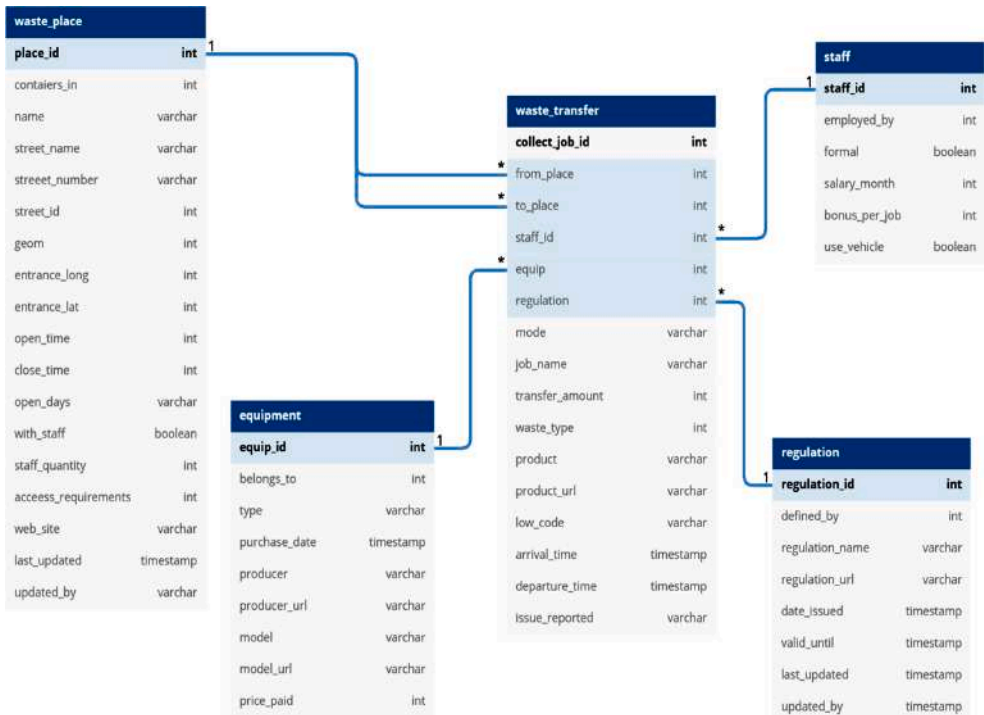 waste_place
place_id int
contaiers_in int
name varchar
street_name varchar
streeet_number varchar
street_id int
geom int
entrance_long int
entrance_lat int
open_time int
close_time int
open_days varchar
with_staff boolean
staff_quantity int
acceess_requirements int
web_site varchar
last_updated timestamp
updated_by varchar
1
equipment
equip_id int
belongs_to int
type varchar
purchase_date timestamp
producer varchar
producer_url varchar
model varchar
model_url varchar
price_paid int
1
waste_transfer
collect_job_id int
* from_place int
* to_place int
staff_id int *
* equip int
regulation int *
mode varchar
job_name varchar
transfer_amount int
waste_type int
product varchar
product_url varchar
low_code varchar
arrival_time timestamp
departure_time timestamp
issue_reported varchar
staff
1 staff_id int
employed_by int
formal boolean
salary_month int
bonus_per_job int
use_vehicle boolean
regulation
1 regulation_id int
defined_by int
regulation_name varchar
regulation_url varchar
date_issued timestamp
valid_until timestamp
last_updated timestamp
updated_by timestamp